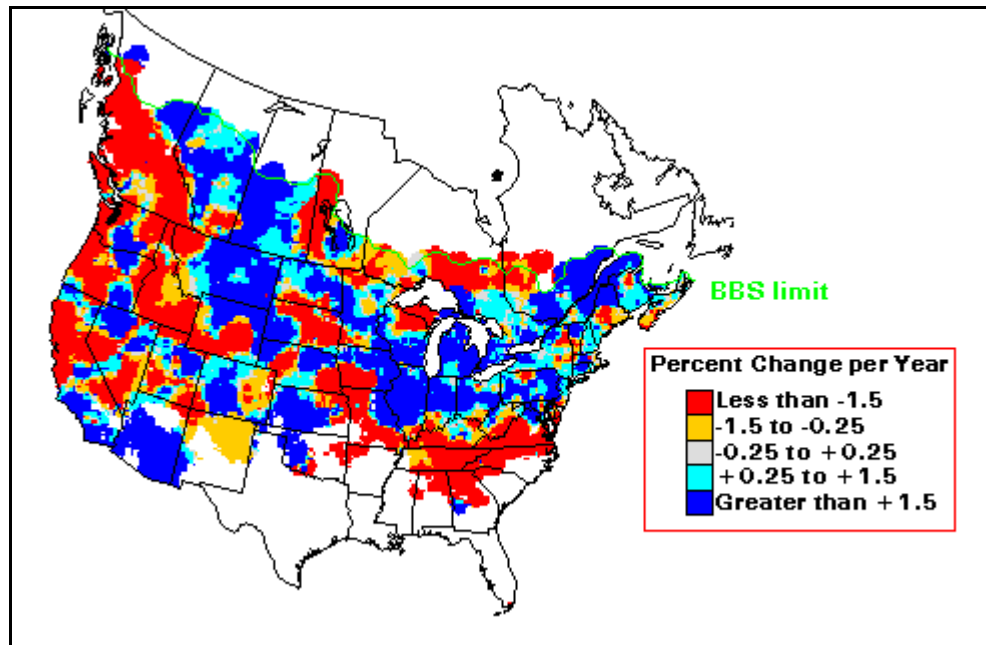 BBS limit
Percent Change per Year
Less than -1.5
-1.5 to -0.25
-0.25 to +0.25
+0.25 to +1.5
Greater than +1.5